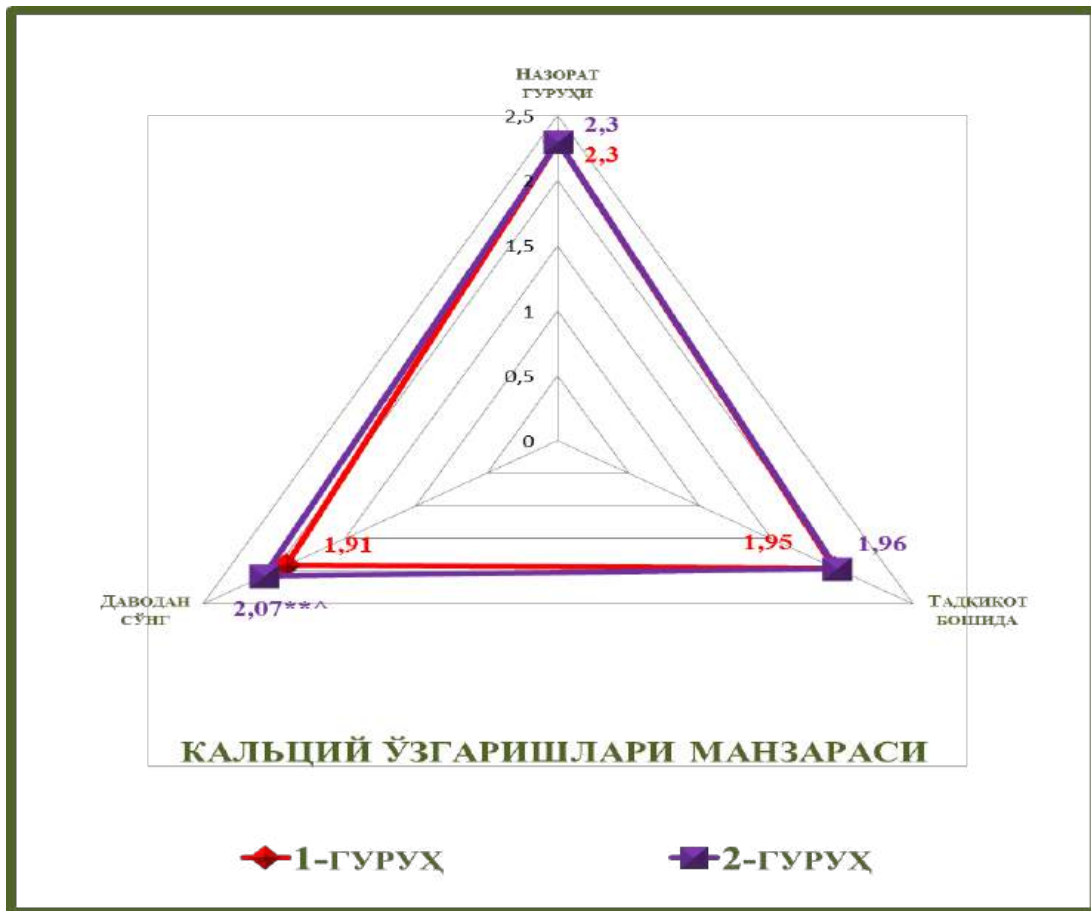 НАЗОРАТ
ГУРУҲИ
2,5
2,3
2,3
2
1,5
1
0,5
0
1,91
1,95
1,96
ДАВОДАН
СЎНГ
2,07**^
ТАДҚИҚОТ
БОШИДА
КАЛЬЦИЙ ЎЗГАРИШЛАРИ МАНЗАРАСИ
1-ГУРУҲ
2-ГУРУҲ